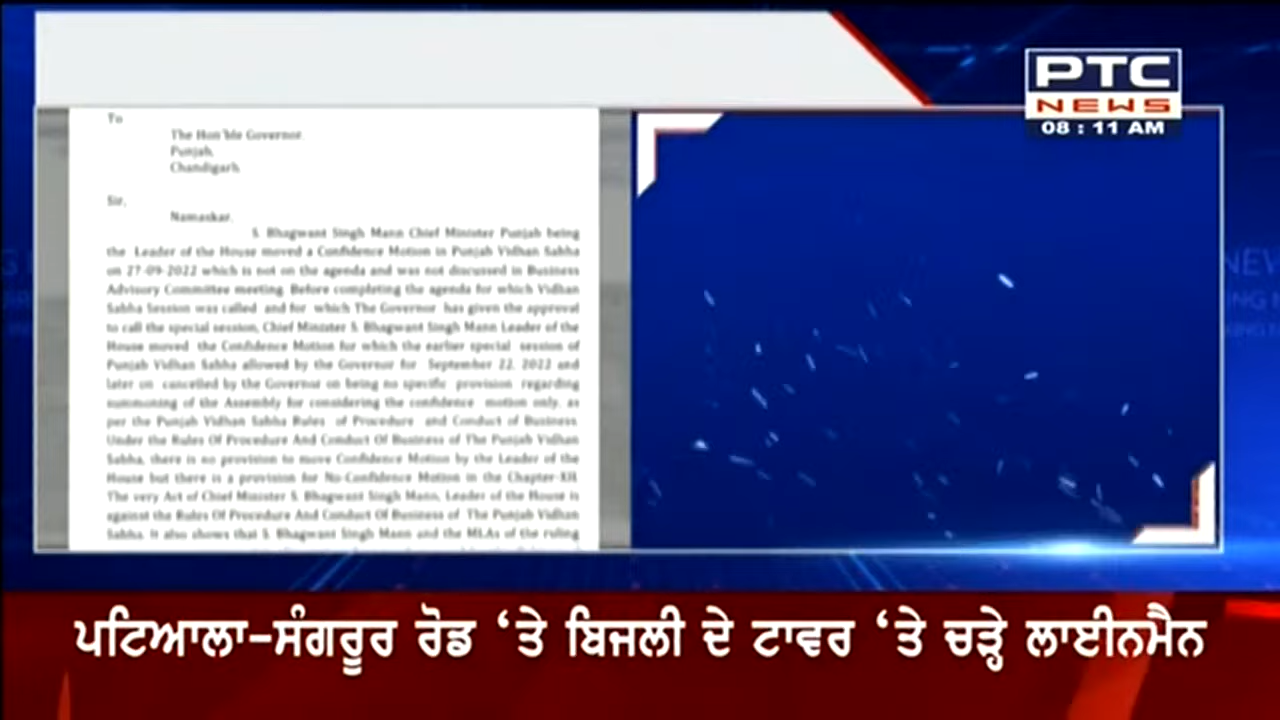 PTC
NEWS
08 : 11 AM
To
The Hon'ble Governor.
Punjab,
Chandigarh.
Sir,
Namaskar.
S. Bhagwant Singh Mann Chief Minister Punjab being
the Leader of the House moved a Confidence Motion in Punjab Vidhan Sabha
on 27-09-2022 which is not on the agenda and was not discussed in Business
Advisory Committee meeting. Before completing the agenda for which Vidhan
Sabha Session was called and for which The Governor has given the approval
to call the special session, Chief Minister S. Bhagwant Singh Mann Leader of the
House moved the Confidence Motion for which the earlier special session of
Punjab Vidhan Sabha allowed by the Governor for September 22, 2022 and
later on cancelled by the Governor on being no specific provision regarding
summoning of the Assembly for considering the confidence motion only, as
per the Punjab Vidhan Sabha Rules of Procedure and Conduct of Business.
Under the Rules Of Procedure And Conduct Of Business of The Punjab Vidhan
Sabha, there is no provision to move Confidence Motion by the Leader of the
House but there is a provision for No-Confidence Motion in the Chapter-XII.
The very Act of Chief Minister S. Bhagwant Singh Mann, Leader of the House is
against the Rules Of Procedure And Conduct Of Business of The Punjab Vidhan
Sabha. It also shows that S. Bhagwant Singh Mann and the MLAs of the ruling
ਪਟਿਆਲਾ-ਸੰਗਰੂਰ ਰੋਡ ‘ਤੇ ਬਿਜਲੀ ਦੇ ਟਾਵਰ ‘ਤੇ ਚੜ੍ਹੇ ਲਾਈਨਮੈਨ